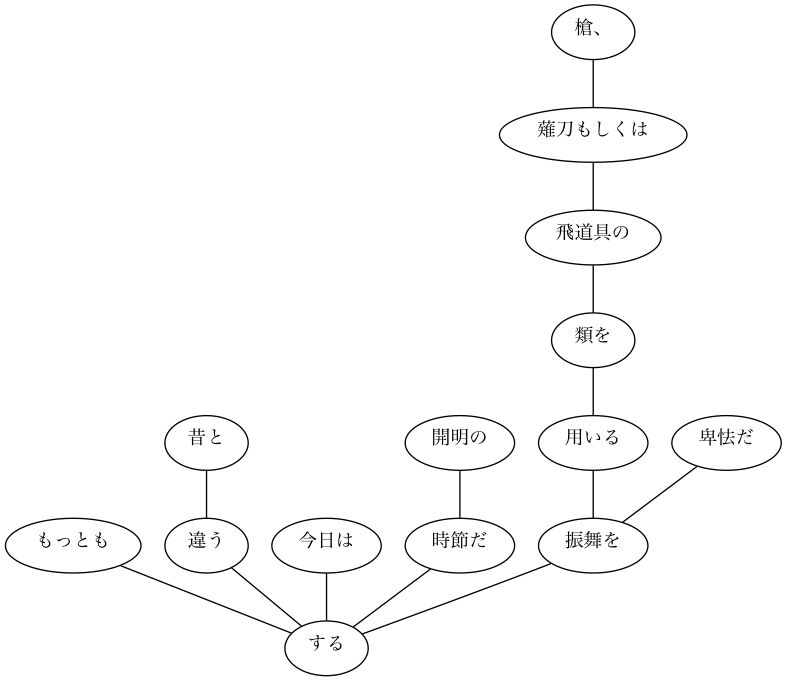 槍、
薙刀もしくは
飛道具の
類を
昔と
開明の
用いる
卑怯だ
もっとも
違う
今日は
時節だ
振舞を
する